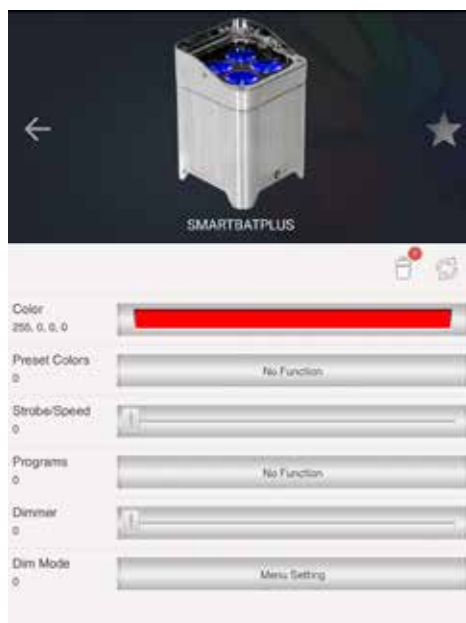 SMARTBATPLUS
Color
255, 0, 0, 0
Preset Colors
0
No Function
Strobe/Speed
0
Programs
0
No Function
Dimmer
0
Dim Mode
0
Menu Setting